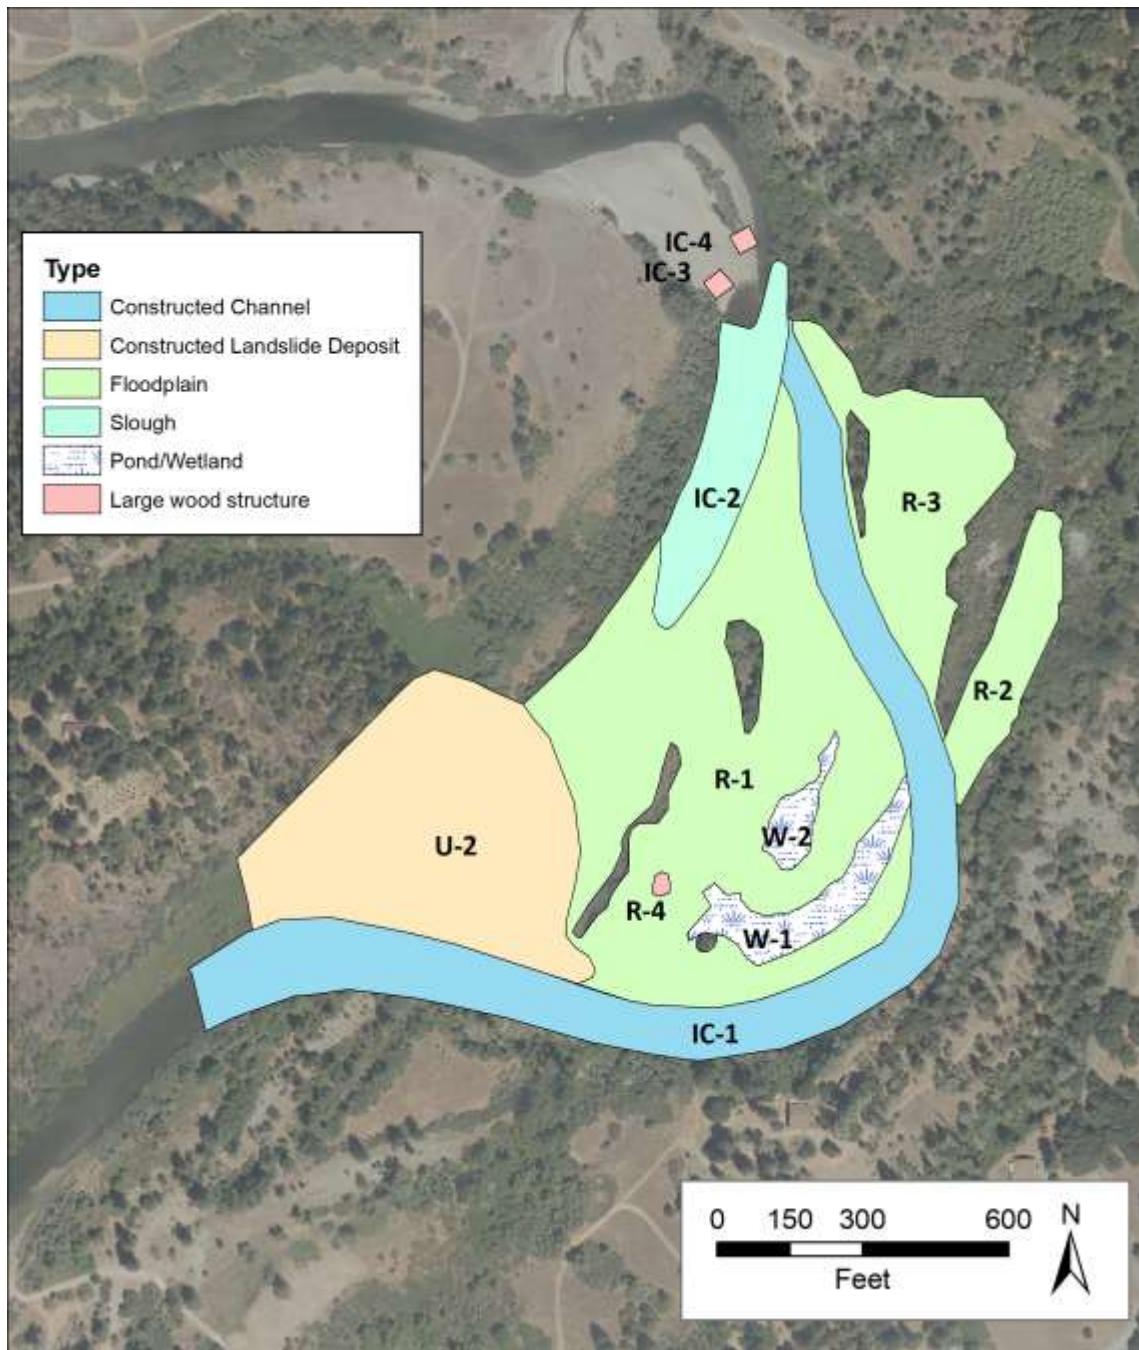 IC-4
IC-3
Type
Constructed Channel
Constructed Landslide Deposit
Floodplain
Slough
Pond/Wetland
Large wood structure
IC-2
R-3
R-2
R-1
W-2
U-2
R-4
W-1
IC-1
0 150 300 600 N
Feet